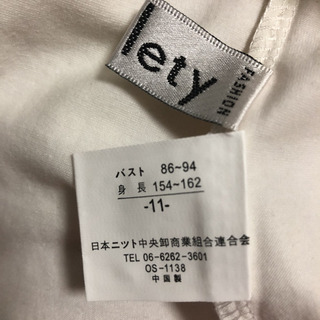 lety
FASHION
バスト 86~94
身長 154~162
-11-
日本ニット中央卸商業組合連合会
TEL 06-6262-3601
OS-1138
中国製